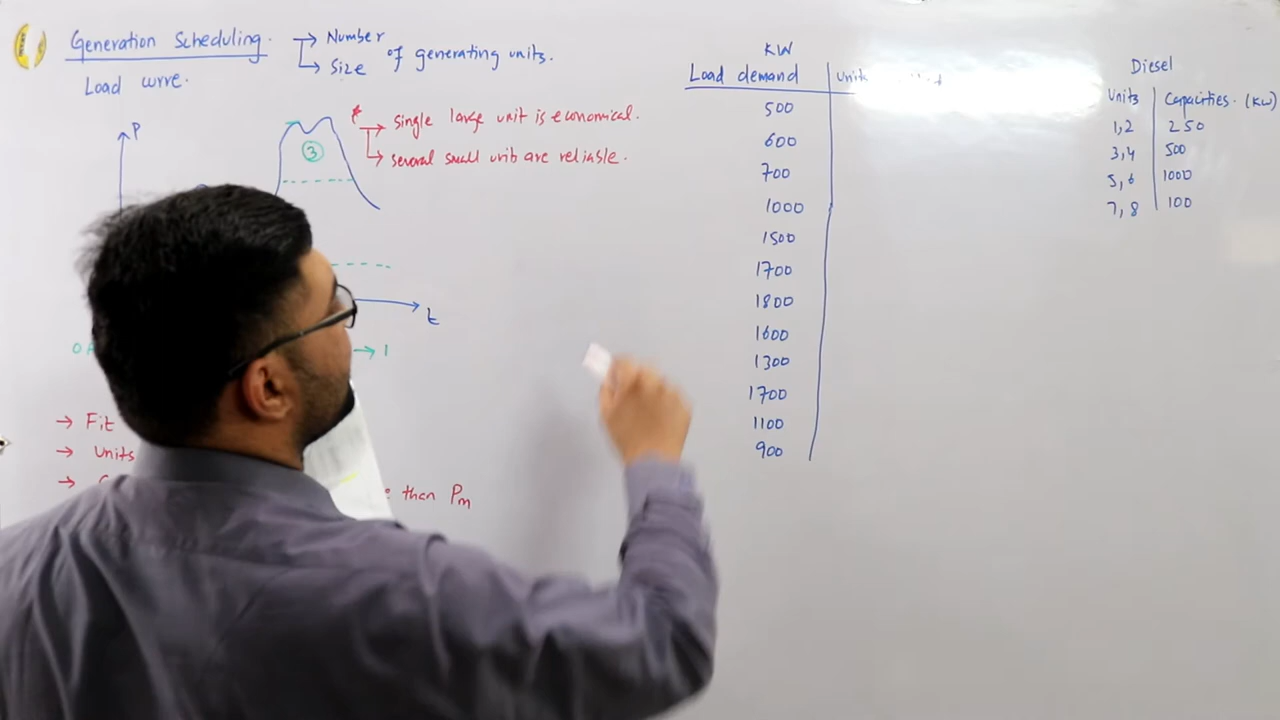 Generation Scheduling. → Number
↳ Size of generating units.
Load curve.
P
* → single large unit is economical.
↳ several small units are reliable.
③
t
→ 1
→ Fit
→ Units
→
than Pm
KW
Load demand
500
600
700
1000
1500
1700
1800
1600
1300
1700
1100
900
Diesel
Units Capacities. (KW)
1,2 250
3,4 500
5,6 1000
7,8 100